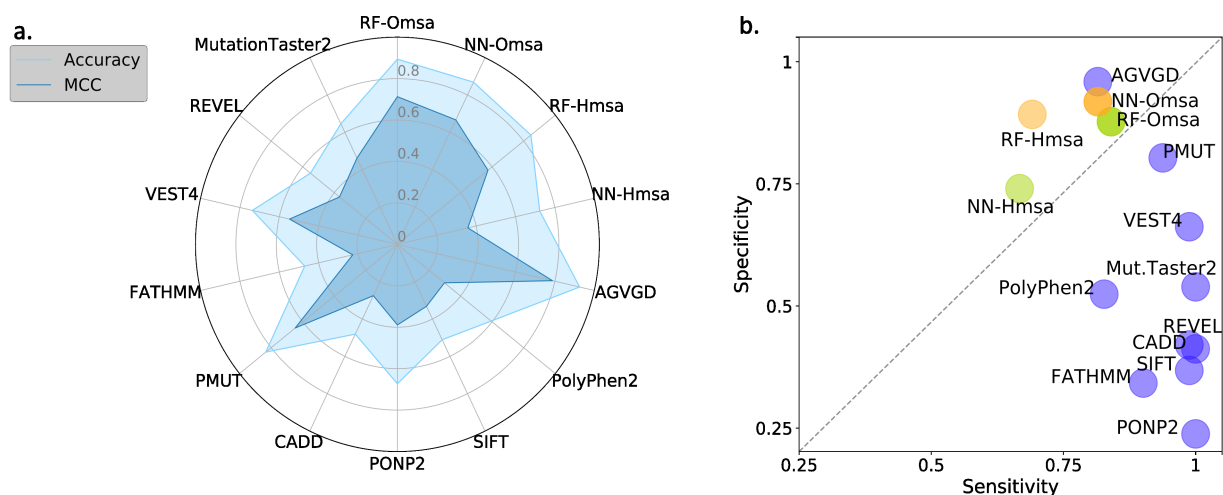 a.
Accuracy
MCC
RF-Omsa
NN-Omsa
RF-Hmsa
NN-Hmsa
AGVGD
PolyPhen2
SIFT
PONP2
CADD
PMUT
FATHMM
VEST4
REVEL
MutationTaster2
0.8
0.6
0.4
0.2
0
b.
AGVGD
NN-Omsa
RF-Omsa
RF-Hmsa
PMUT
NN-Hmsa
VEST4
Mut.Taster2
PolyPhen2
REVEL
CADD
SIFT
FATHMM
PONP2
Specificity
1
0.75
0.5
0.25
0.25
0.5
0.75
1
Sensitivity